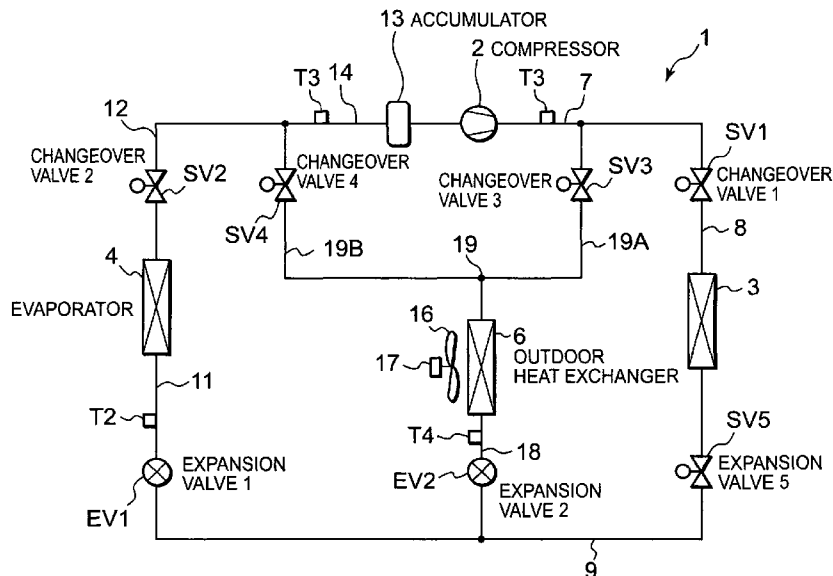 13 ACCUMULATOR
2 COMPRESSOR
1
T3
14
T3
7
12
SV1
CHANGEOVER
VALVE 2
SV2
CHANGEOVER
VALVE 4
SV4
CHANGEOVER
VALVE 3
SV3
CHANGEOVER
VALVE 1
8
19B
19
19A
4
EVAPORATOR
16
17
6
OUTDOOR
HEAT EXCHANGER
3
11
T2
T4
18
SV5
EV1
EXPANSION
VALVE 1
EV2
EXPANSION
VALVE 2
EXPANSION
VALVE 5
9